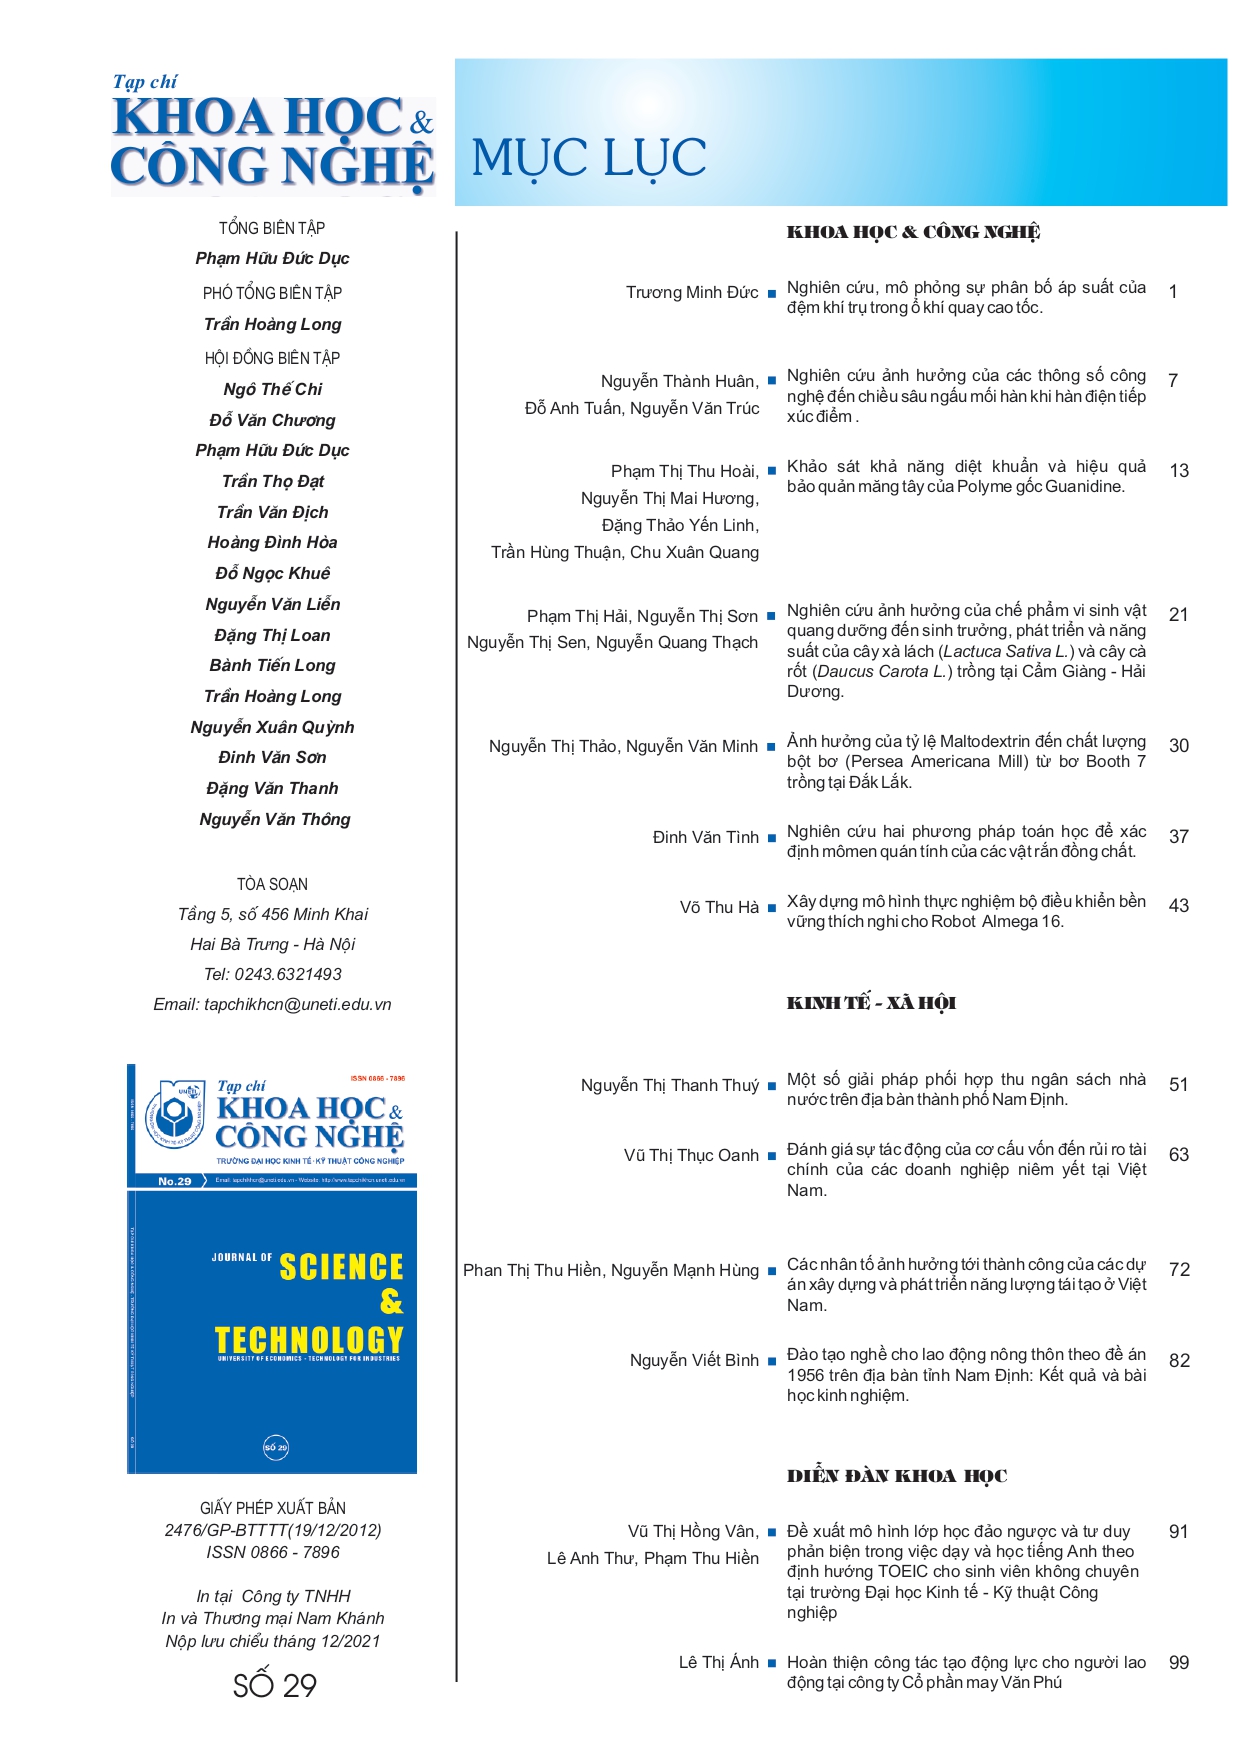 Tạp chí
KHOA HỌC &
CÔNG NGHỆ
MỤC LỤC
TỔNG BIÊN TẬP
Phạm Hữu Đức Dục
PHÓ TỔNG BIÊN TẬP
Trần Hoàng Long
HỘI ĐỒNG BIÊN TẬP
Ngô Thế Chi
Đỗ Văn Chương
Phạm Hữu Đức Dục
Trần Thọ Đạt
Trần Văn Địch
Hoàng Đình Hòa
Đỗ Ngọc Khuê
Nguyễn Văn Liễn
Đặng Thị Loan
Bành Tiến Long
Trần Hoàng Long
Nguyễn Xuân Quỳnh
Đinh Văn Sơn
Đặng Văn Thanh
Nguyễn Văn Thông
TÒA SOẠN
Tầng 5, số 456 Minh Khai
Hai Bà Trưng - Hà Nội
Tel: 0243.6321493
Email: tapchikhcn@uneti.edu.vn
ISSN 0866 - 7896
Tạp chí
KHOA HỌC &
CÔNG NGHỆ
TRƯỜNG ĐẠI HỌC KINH TẾ - KỸ THUẬT CÔNG NGHIỆP
No.29
Email: tapchikhcn@uneti.edu.vn - Website: http://www.tapchikhcn.uneti.edu.vn
JOURNAL OF SCIENCE
&
TECHNOLOGY
UNIVERSITY OF ECONOMICS - TECHNOLOGY FOR INDUSTRIES
SỐ 29
GIẤY PHÉP XUẤT BẢN
2476/GP-BTTTT(19/12/2012)
ISSN 0866 - 7896
In tại Công ty TNHH
In và Thương mại Nam Khánh
Nộp lưu chiểu tháng 12/2021
SỐ 29
KHOA HỌC & CÔNG NGHỆ
Trương Minh Đức ■ Nghiên cứu, mô phỏng sự phân bố áp suất của 1
đệm khí trụ trong ổ khí quay cao tốc.
Nguyễn Thành Huân, ■ Nghiên cứu ảnh hưởng của các thông số công 7
Đỗ Anh Tuấn, Nguyễn Văn Trúc nghệ đến chiều sâu ngấu mối hàn khi hàn điện tiếp
xúc điểm .
Phạm Thị Thu Hoài, ■ Khảo sát khả năng diệt khuẩn và hiệu quả 13
Nguyễn Thị Mai Hương, bảo quản măng tây của Polyme gốc Guanidine.
Đặng Thảo Yến Linh,
Trần Hùng Thuận, Chu Xuân Quang
Phạm Thị Hải, Nguyễn Thị Sơn ■ Nghiên cứu ảnh hưởng của chế phẩm vi sinh vật 21
Nguyễn Thị Sen, Nguyễn Quang Thạch quang dưỡng đến sinh trưởng, phát triển và năng
suất của cây xà lách (Lactuca Sativa L.) và cây cà
rốt (Daucus Carota L.) trồng tại Cẩm Giàng - Hải
Dương.
Nguyễn Thị Thảo, Nguyễn Văn Minh ■ Ảnh hưởng của tỷ lệ Maltodextrin đến chất lượng 30
bột bơ (Persea Americana Mill) từ bơ Booth 7
trồng tại Đắk Lắk.
Đinh Văn Tình ■ Nghiên cứu hai phương pháp toán học để xác 37
định mômen quán tính của các vật rắn đồng chất.
Võ Thu Hà ■ Xây dựng mô hình thực nghiệm bộ điều khiển bền 43
vững thích nghi cho Robot Almega 16.
KINH TẾ - XÃ HỘI
Nguyễn Thị Thanh Thuý ■ Một số giải pháp phối hợp thu ngân sách nhà 51
nước trên địa bàn thành phố Nam Định.
Vũ Thị Thục Oanh ■ Đánh giá sự tác động của cơ cấu vốn đến rủi ro tài 63
chính của các doanh nghiệp niêm yết tại Việt
Nam.
Phan Thị Thu Hiền, Nguyễn Mạnh Hùng ■ Các nhân tố ảnh hưởng tới thành công của các dự 72
án xây dựng và phát triển năng lượng tái tạo ở Việt
Nam.
Nguyễn Viết Bình ■ Đào tạo nghề cho lao động nông thôn theo đề án 82
1956 trên địa bàn tỉnh Nam Định: Kết quả và bài
học kinh nghiệm.
DIỄN ĐÀN KHOA HỌC
Vũ Thị Hồng Vân, ■ Đề xuất mô hình lớp học đảo ngược và tư duy 91
Lê Anh Thư, Phạm Thu Hiền phản biện trong việc dạy và học tiếng Anh theo
định hướng TOEIC cho sinh viên không chuyên
tại trường Đại học Kinh tế - Kỹ thuật Công
nghiệp
Lê Thị Ánh ■ Hoàn thiện công tác tạo động lực cho người lao 99
động tại công ty Cổ phần may Văn Phú